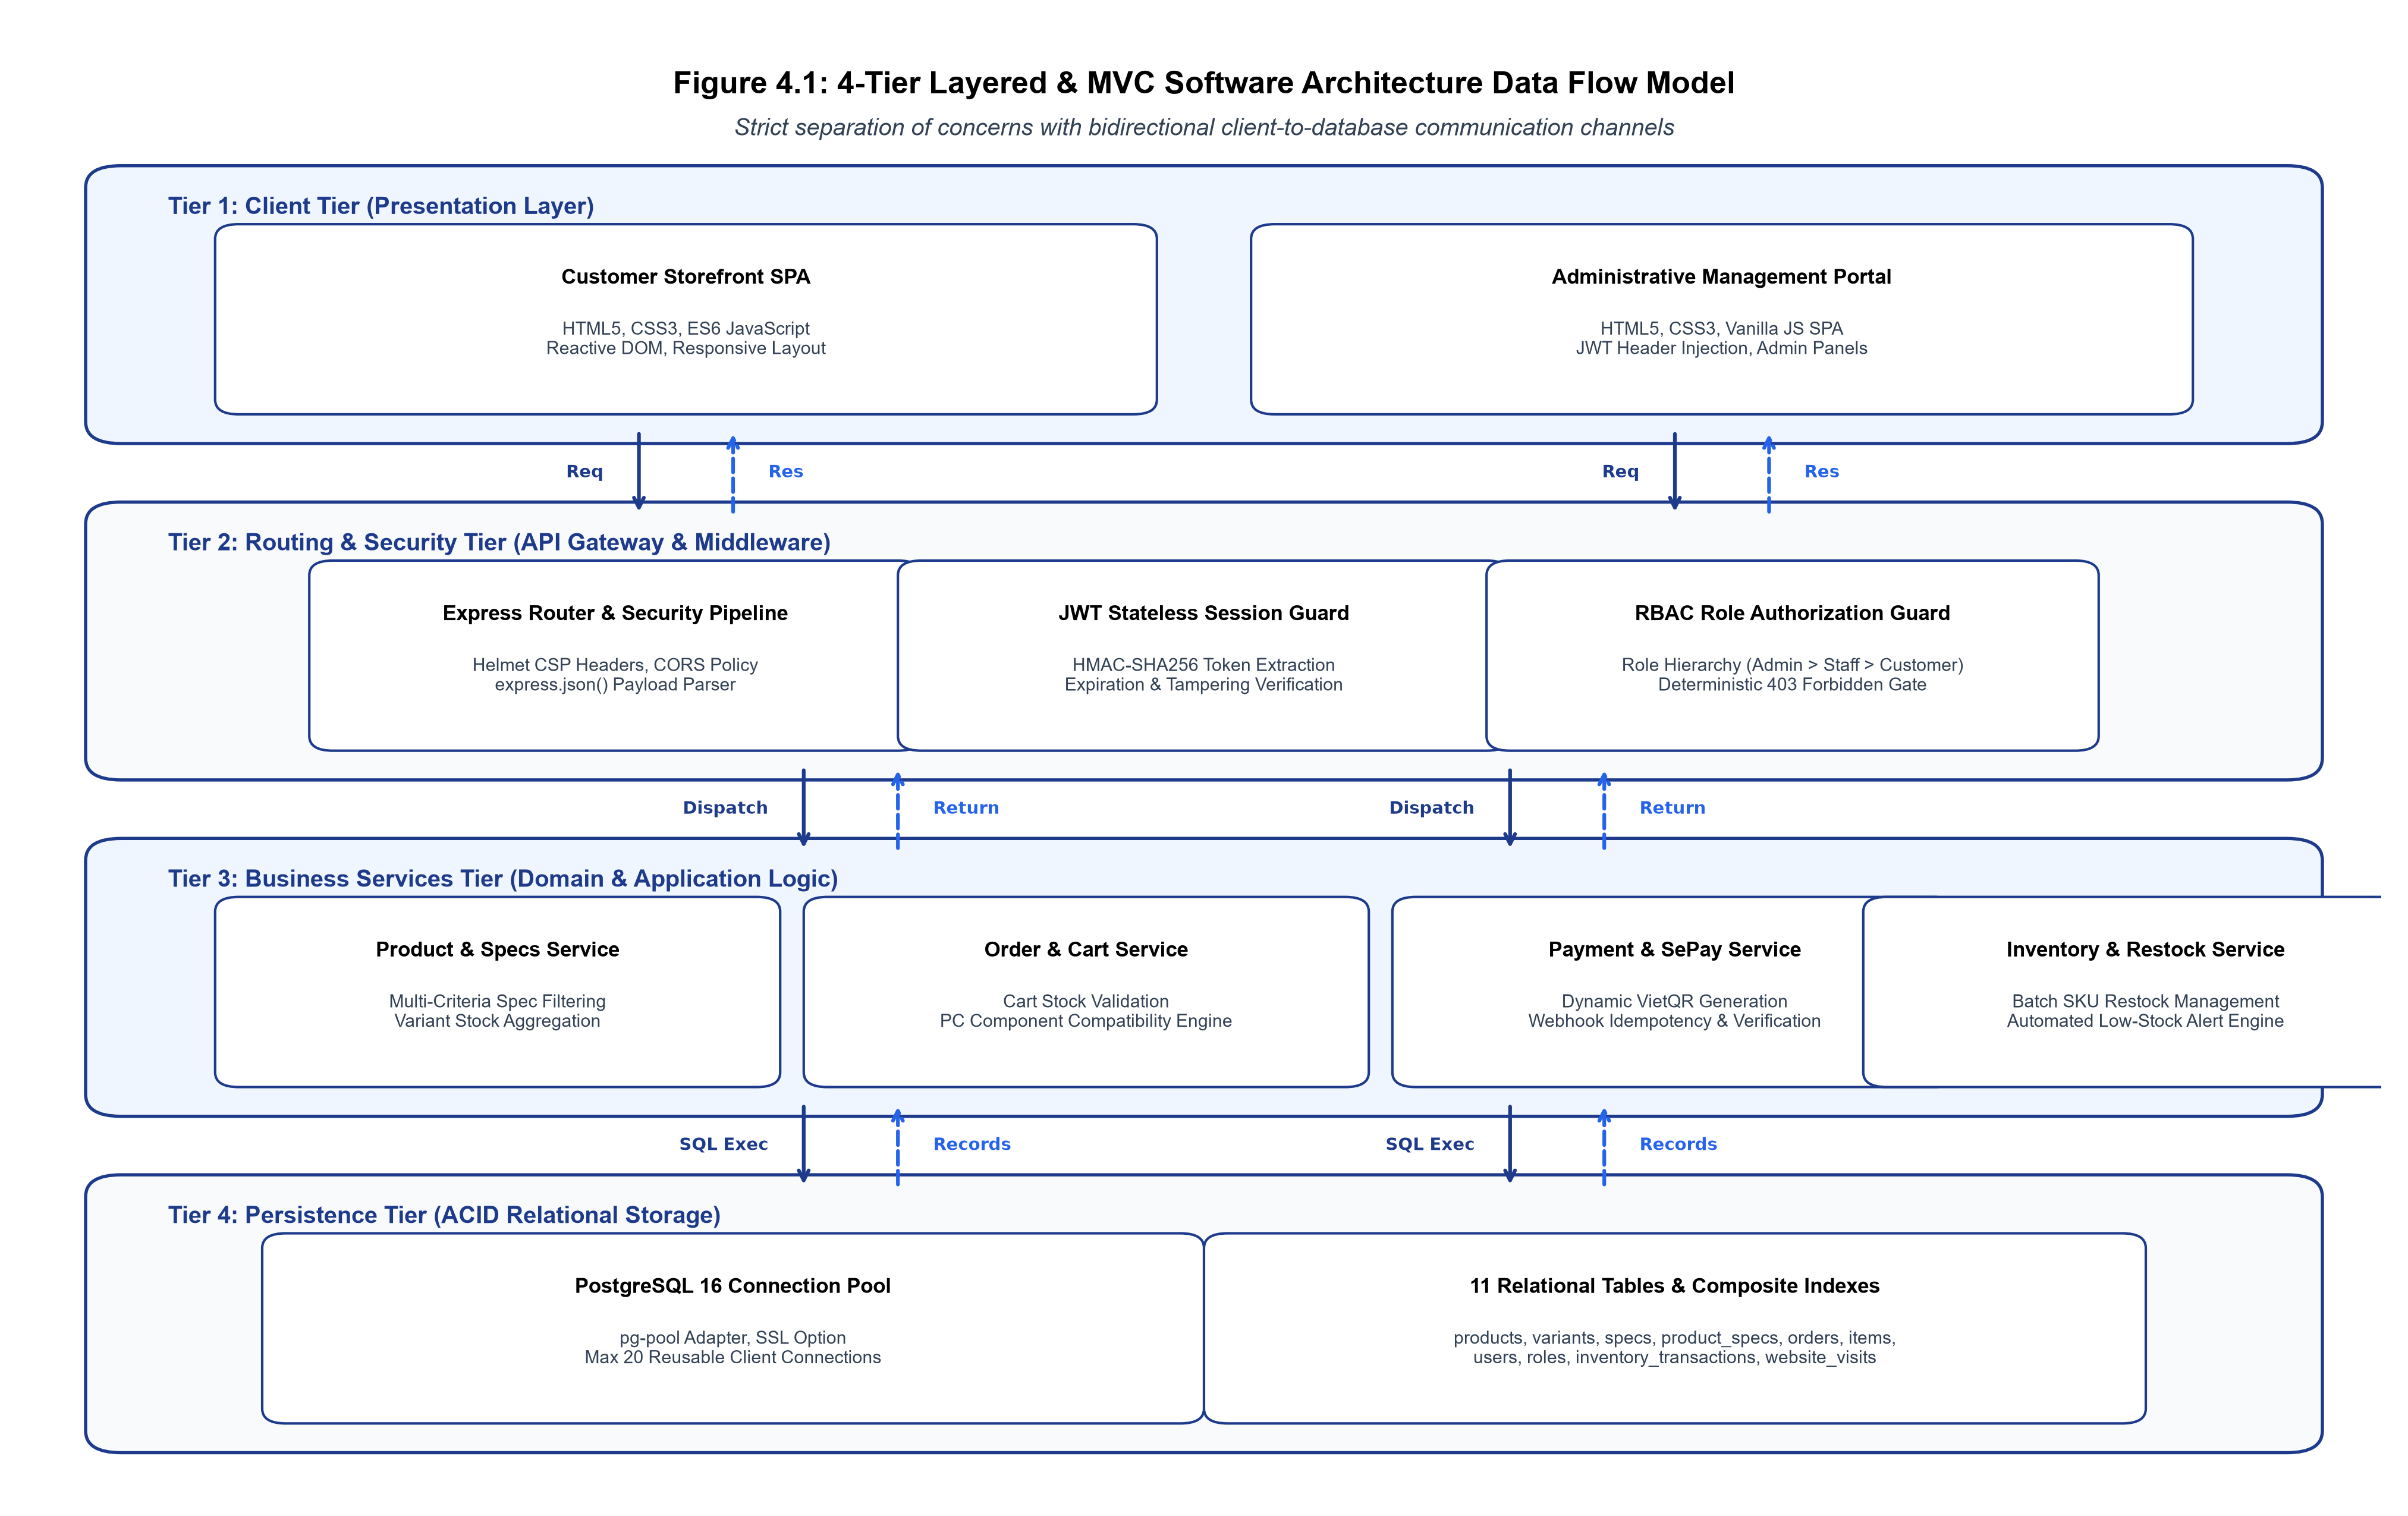 Figure 4.1: 4-Tier Layered & MVC Software Architecture Data Flow Model
Strict separation of concerns with bidirectional client-to-database communication channels
Tier 1: Client Tier (Presentation Layer)
Customer Storefront SPA
HTML5, CSS3, ES6 JavaScript
Reactive DOM, Responsive Layout
Administrative Management Portal
HTML5, CSS3, Vanilla JS SPA
JWT Header Injection, Admin Panels
Req
Res
Req
Res
Tier 2: Routing & Security Tier (API Gateway & Middleware)
Express Router & Security Pipeline
Helmet CSP Headers, CORS Policy
express.json() Payload Parser
JWT Stateless Session Guard
HMAC-SHA256 Token Extraction
Expiration & Tampering Verification
RBAC Role Authorization Guard
Role Hierarchy (Admin > Staff > Customer)
Deterministic 403 Forbidden Gate
Dispatch
Return
Dispatch
Return
Tier 3: Business Services Tier (Domain & Application Logic)
Product & Specs Service
Multi-Criteria Spec Filtering
Variant Stock Aggregation
Order & Cart Service
Cart Stock Validation
PC Component Compatibility Engine
Payment & SePay Service
Dynamic VietQR Generation
Webhook Idempotency & Verification
Inventory & Restock Service
Batch SKU Restock Management
Automated Low-Stock Alert Engine
SQL Exec
Records
SQL Exec
Records
Tier 4: Persistence Tier (ACID Relational Storage)
PostgreSQL 16 Connection Pool
pg-pool Adapter, SSL Option
Max 20 Reusable Client Connections
11 Relational Tables & Composite Indexes
products, variants, specs, product_specs, orders, items,
users, roles, inventory_transactions, website_visits